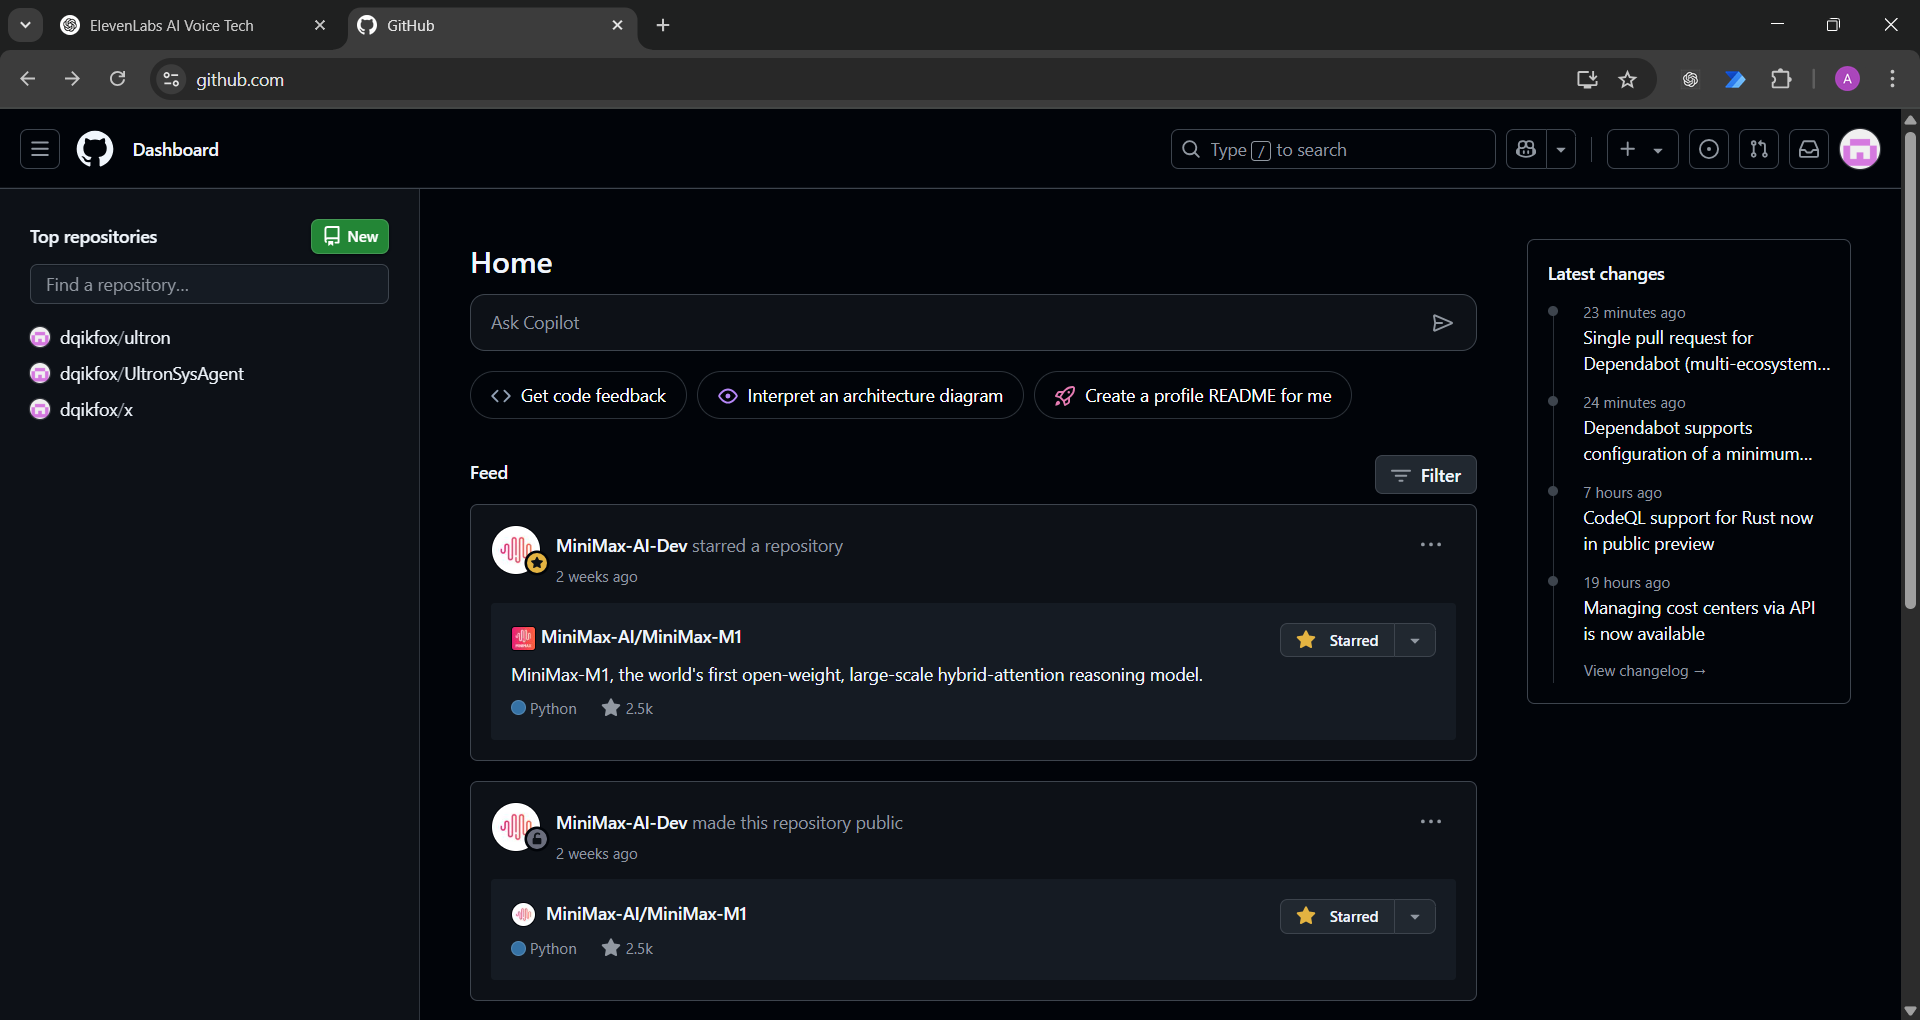 ElevenLabs AI Voice Tech
GitHub
github.com
A
Dashboard
Type / to search
Top repositories
New
Find a repository...
dqikfox/ultron
dqikfox/UltronSysAgent
dqikfox/x
Home
Ask Copilot
Get code feedback
Interpret an architecture diagram
Create a profile README for me
Feed
Filter
MiniMax-AI-Dev starred a repository
2 weeks ago
MiniMax-AI/MiniMax-M1
Starred
MiniMax-M1, the world's first open-weight, large-scale hybrid-attention reasoning model.
Python 2.5k
MiniMax-AI-Dev made this repository public
2 weeks ago
MiniMax-AI/MiniMax-M1
Starred
Python 2.5k
Latest changes
23 minutes ago
Single pull request for
Dependabot (multi-ecosystem...
24 minutes ago
Dependabot supports
configuration of a minimum...
7 hours ago
CodeQL support for Rust now
in public preview
19 hours ago
Managing cost centers via API
is now available
View changelog →